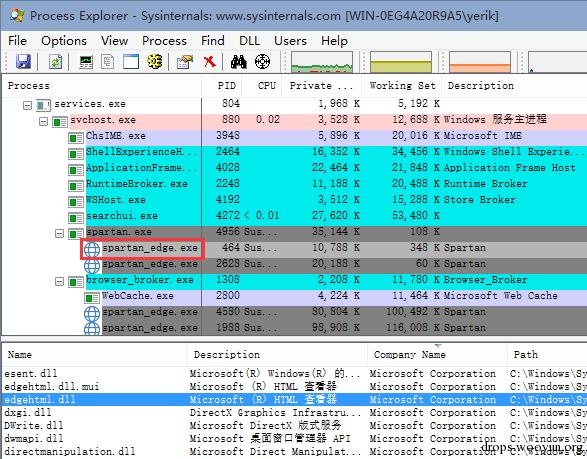 Process Explorer - Sysinternals: www.sysinternals.com [WIN-0EG4A20R9A5\yerik]
File Options View Process Find DLL Users Help
Process PID CPU Private ... Working Set Description
services.exe 804 1,968 K 5,192 K
svchost.exe 880 0.02 3,528 K 12,688 K Windows 服务主进程
ChsIME.exe 3948 5,896 K 20,016 K Microsoft IME
ShellExperienceH... 2464 16,352 K 34,456 K Windows Shell Experie...
ApplicationFrame... 4028 22,464 K 21,848 K Application Frame Host
RuntimeBroker.exe 2248 11,188 K 20,488 K Runtime Broker
WSHost.exe 4192 3,512 K 15,288 K Store Broker
searchui.exe 4272 < 0.01 27,620 K 53,480 K
spartan.exe 4956 Sus... 35,144 K 108 K
spartan_edge.exe 464 Sus... 10,788 K 348 K Spartan
spartan_edge.exe 2628 Sus... 20,188 K 60 K Spartan
browser_broker.exe 1308 2,208 K 11,780 K Browser_Broker
WebCache.exe 2800 4,224 K 11,464 K Microsoft Web Cache
spartan_edge.exe 4580 Sus... 80,804 K 100,492 K Spartan
spartan_edge.exe 1988 Sus... 98,908 K 116,008 K Spartan
Name Description Company Name Path
esent.dll Microsoft(R) Windows(R) 的... Microsoft Corporation C:\Windows\Sy
edgehtml.dll.mui Microsoft (R) HTML 查看器 Microsoft Corporation C:\Windows\Sy
edgehtml.dll Microsoft (R) HTML 查看器 Microsoft Corporation C:\Windows\Sy
dxgi.dll DirectX Graphics Infrastru... Microsoft Corporation C:\Windows\Sy
DWrite.dll Microsoft DirectX 版式服务 Microsoft Corporation C:\Windows\Sy
dwmapi.dll Microsoft 桌面窗口管理器 API Microsoft Corporation C:\Windows\Sy
directmanipulation.dll Microsoft Direct Manipulat... Microsoft Corporation C:\Windows\Sy
drops.wooyun.org